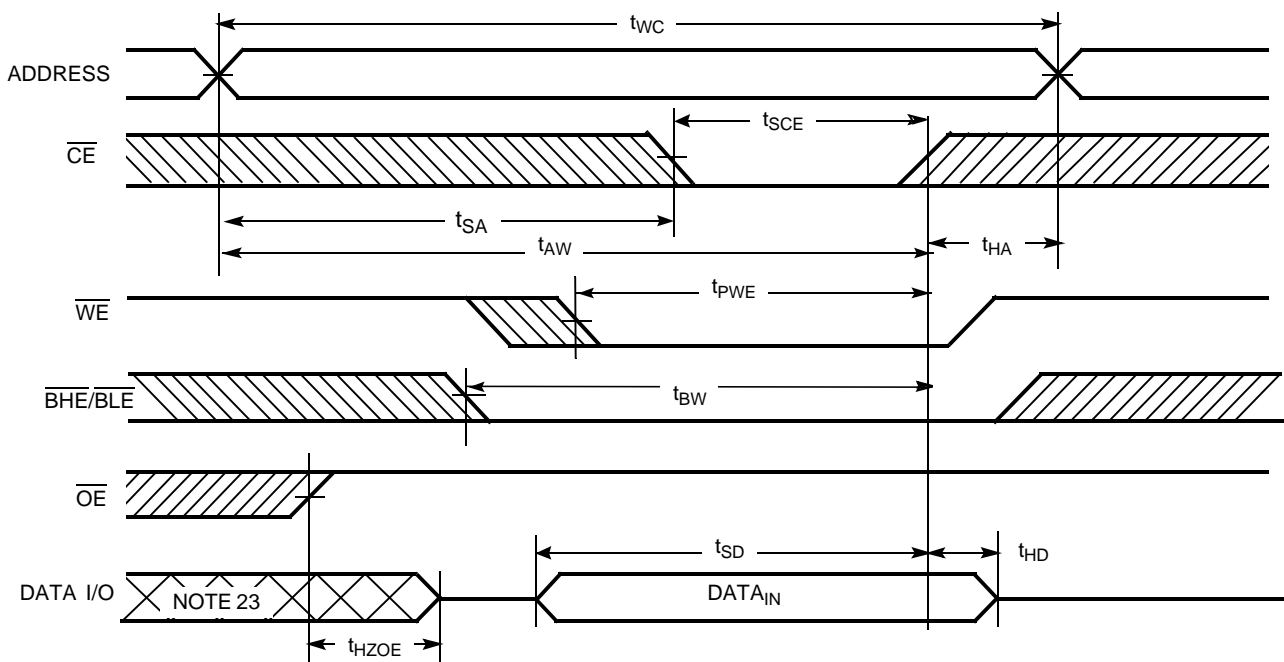 tWC
ADDRESS
tSCE
CE
tSA
tAW
tHA
tPWE
WE
BHE/BLE
tBW
OE
tSD
tHD
DATA I/O
NOTE 23
DATAIN
tHZOE